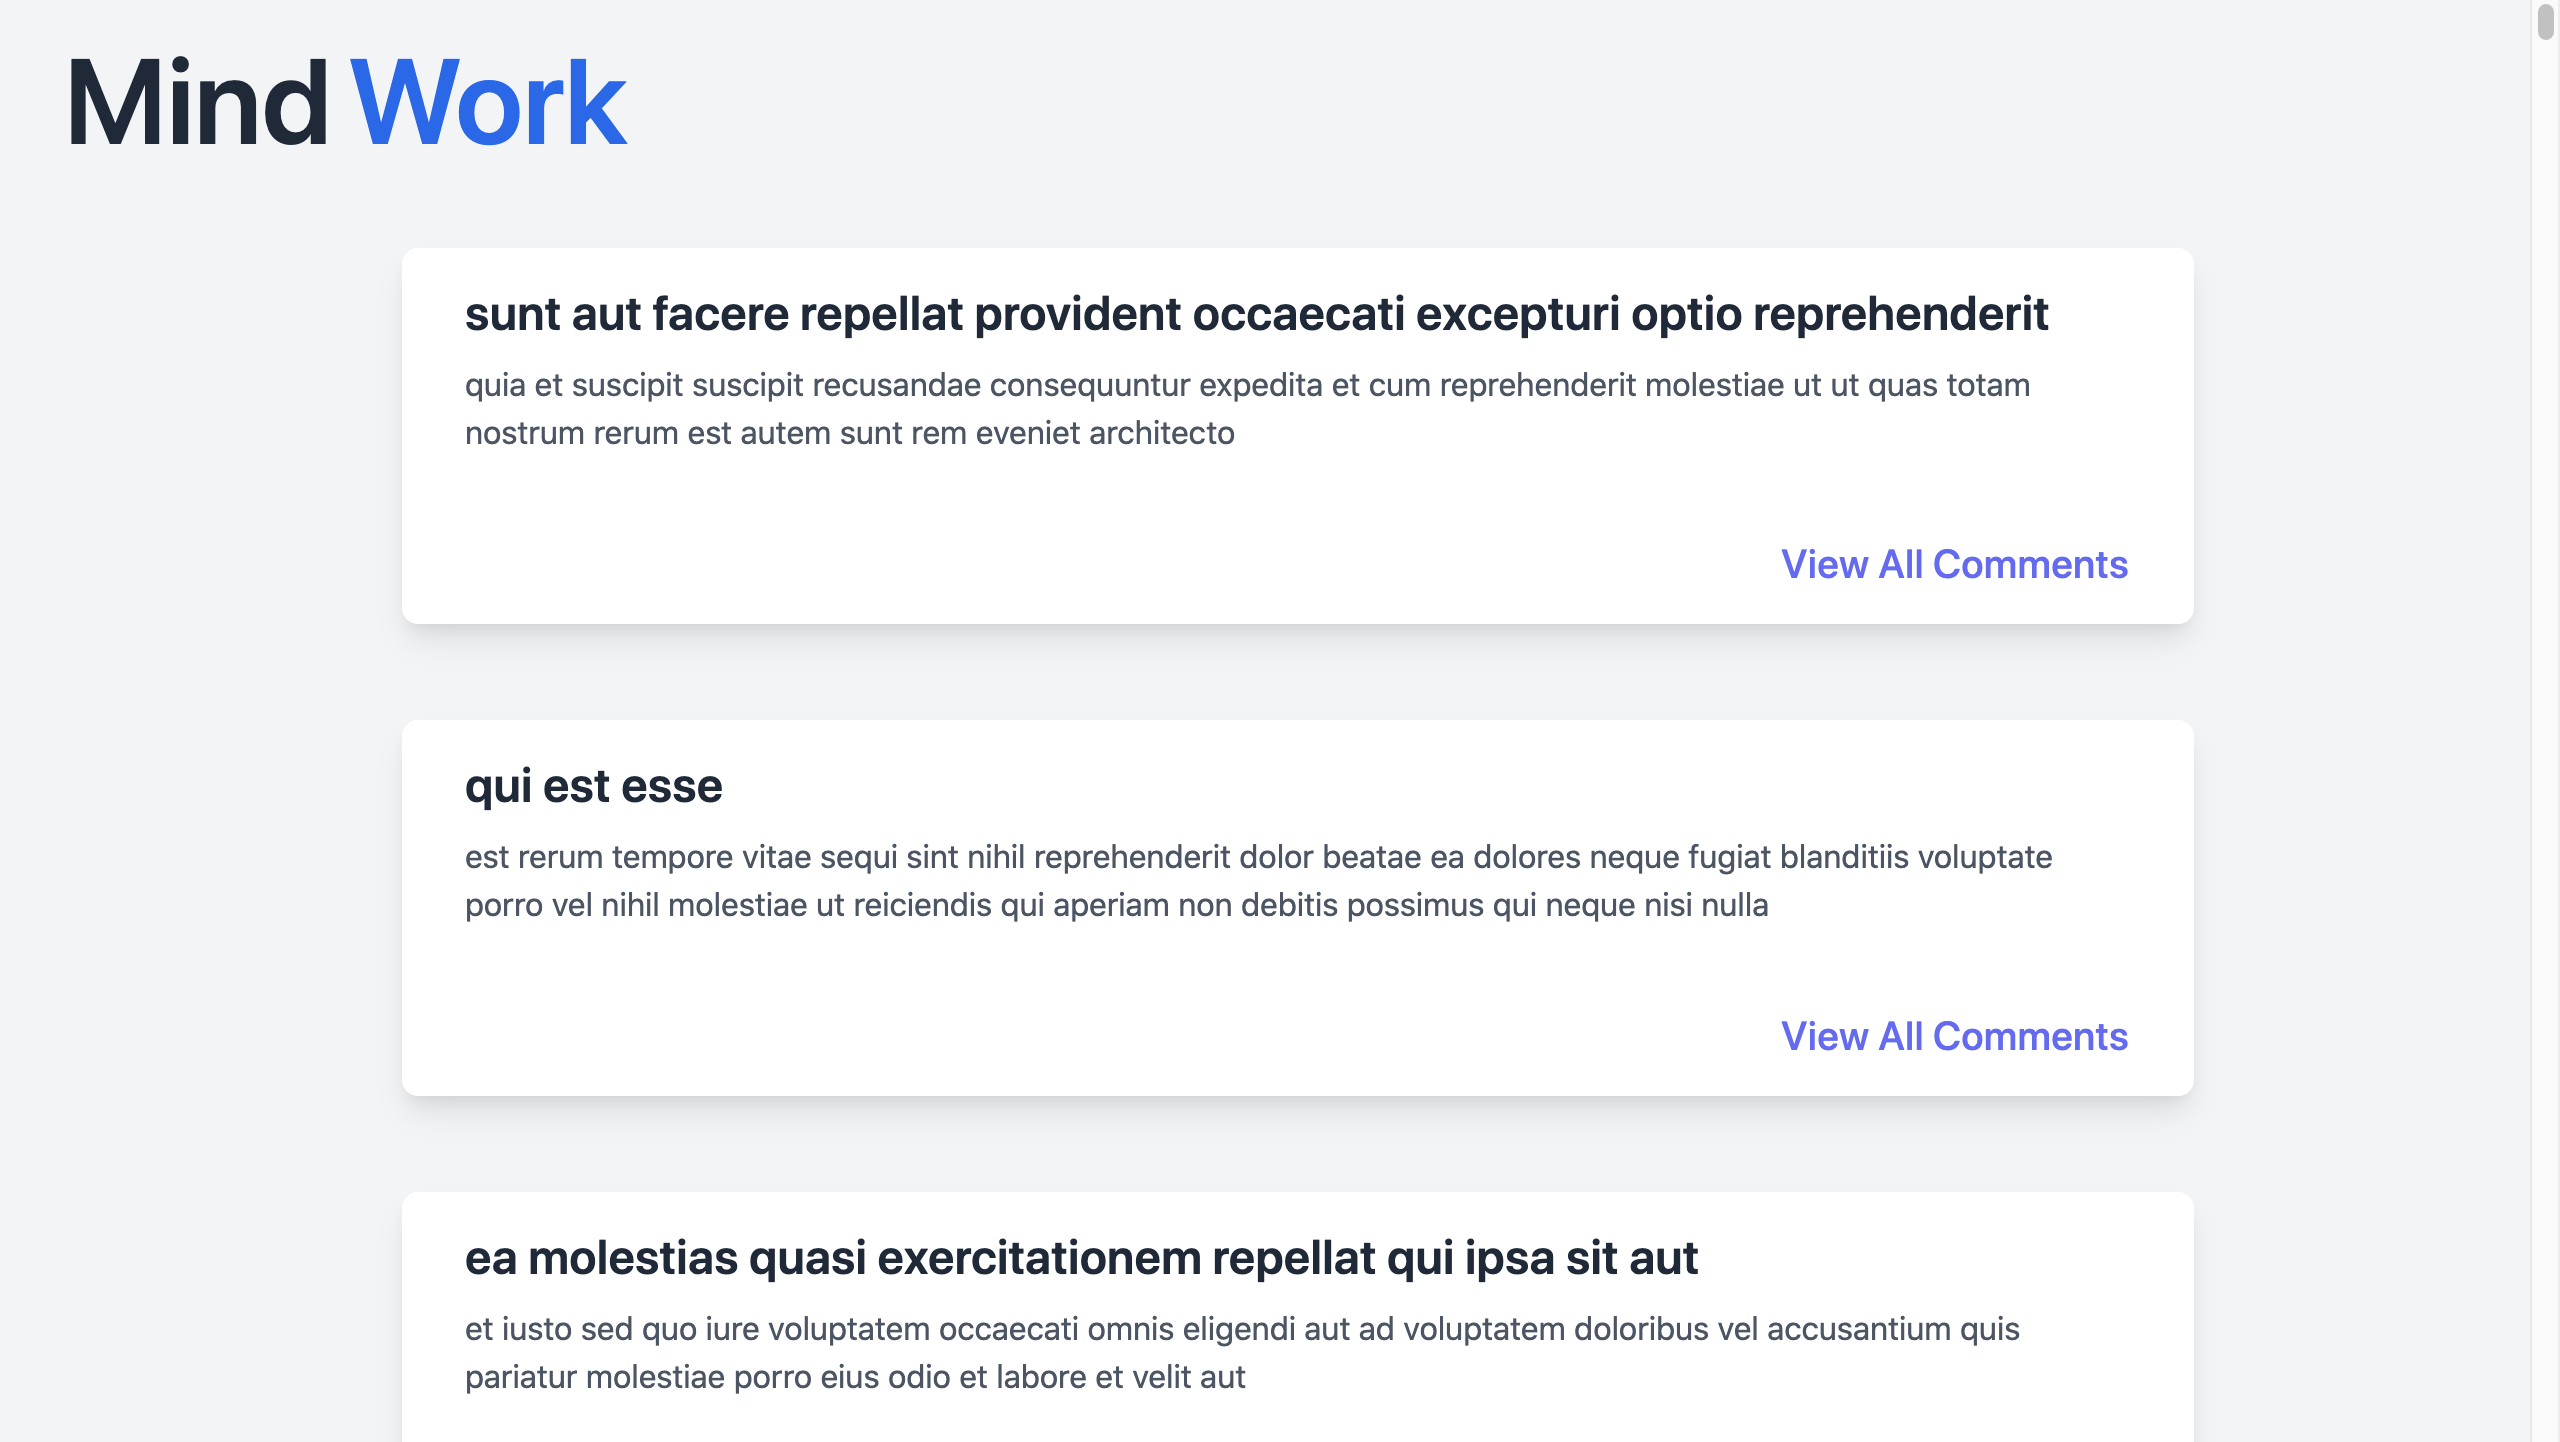 Mind Work
sunt aut facere repellat provident occaecati excepturi optio reprehenderit
quia et suscipit suscipit recusandae consequuntur expedita et cum reprehenderit molestiae ut ut quas totam
nostrum rerum est autem sunt rem eveniet architecto
View All Comments
qui est esse
est rerum tempore vitae sequi sint nihil reprehenderit dolor beatae ea dolores neque fugiat blanditiis voluptate
porro vel nihil molestiae ut reiciendis qui aperiam non debitis possimus qui neque nisi nulla
View All Comments
ea molestias quasi exercitationem repellat qui ipsa sit aut
et iusto sed quo iure voluptatem occaecati omnis eligendi aut ad voluptatem doloribus vel accusantium quis
pariatur molestiae porro eius odio et labore et velit aut